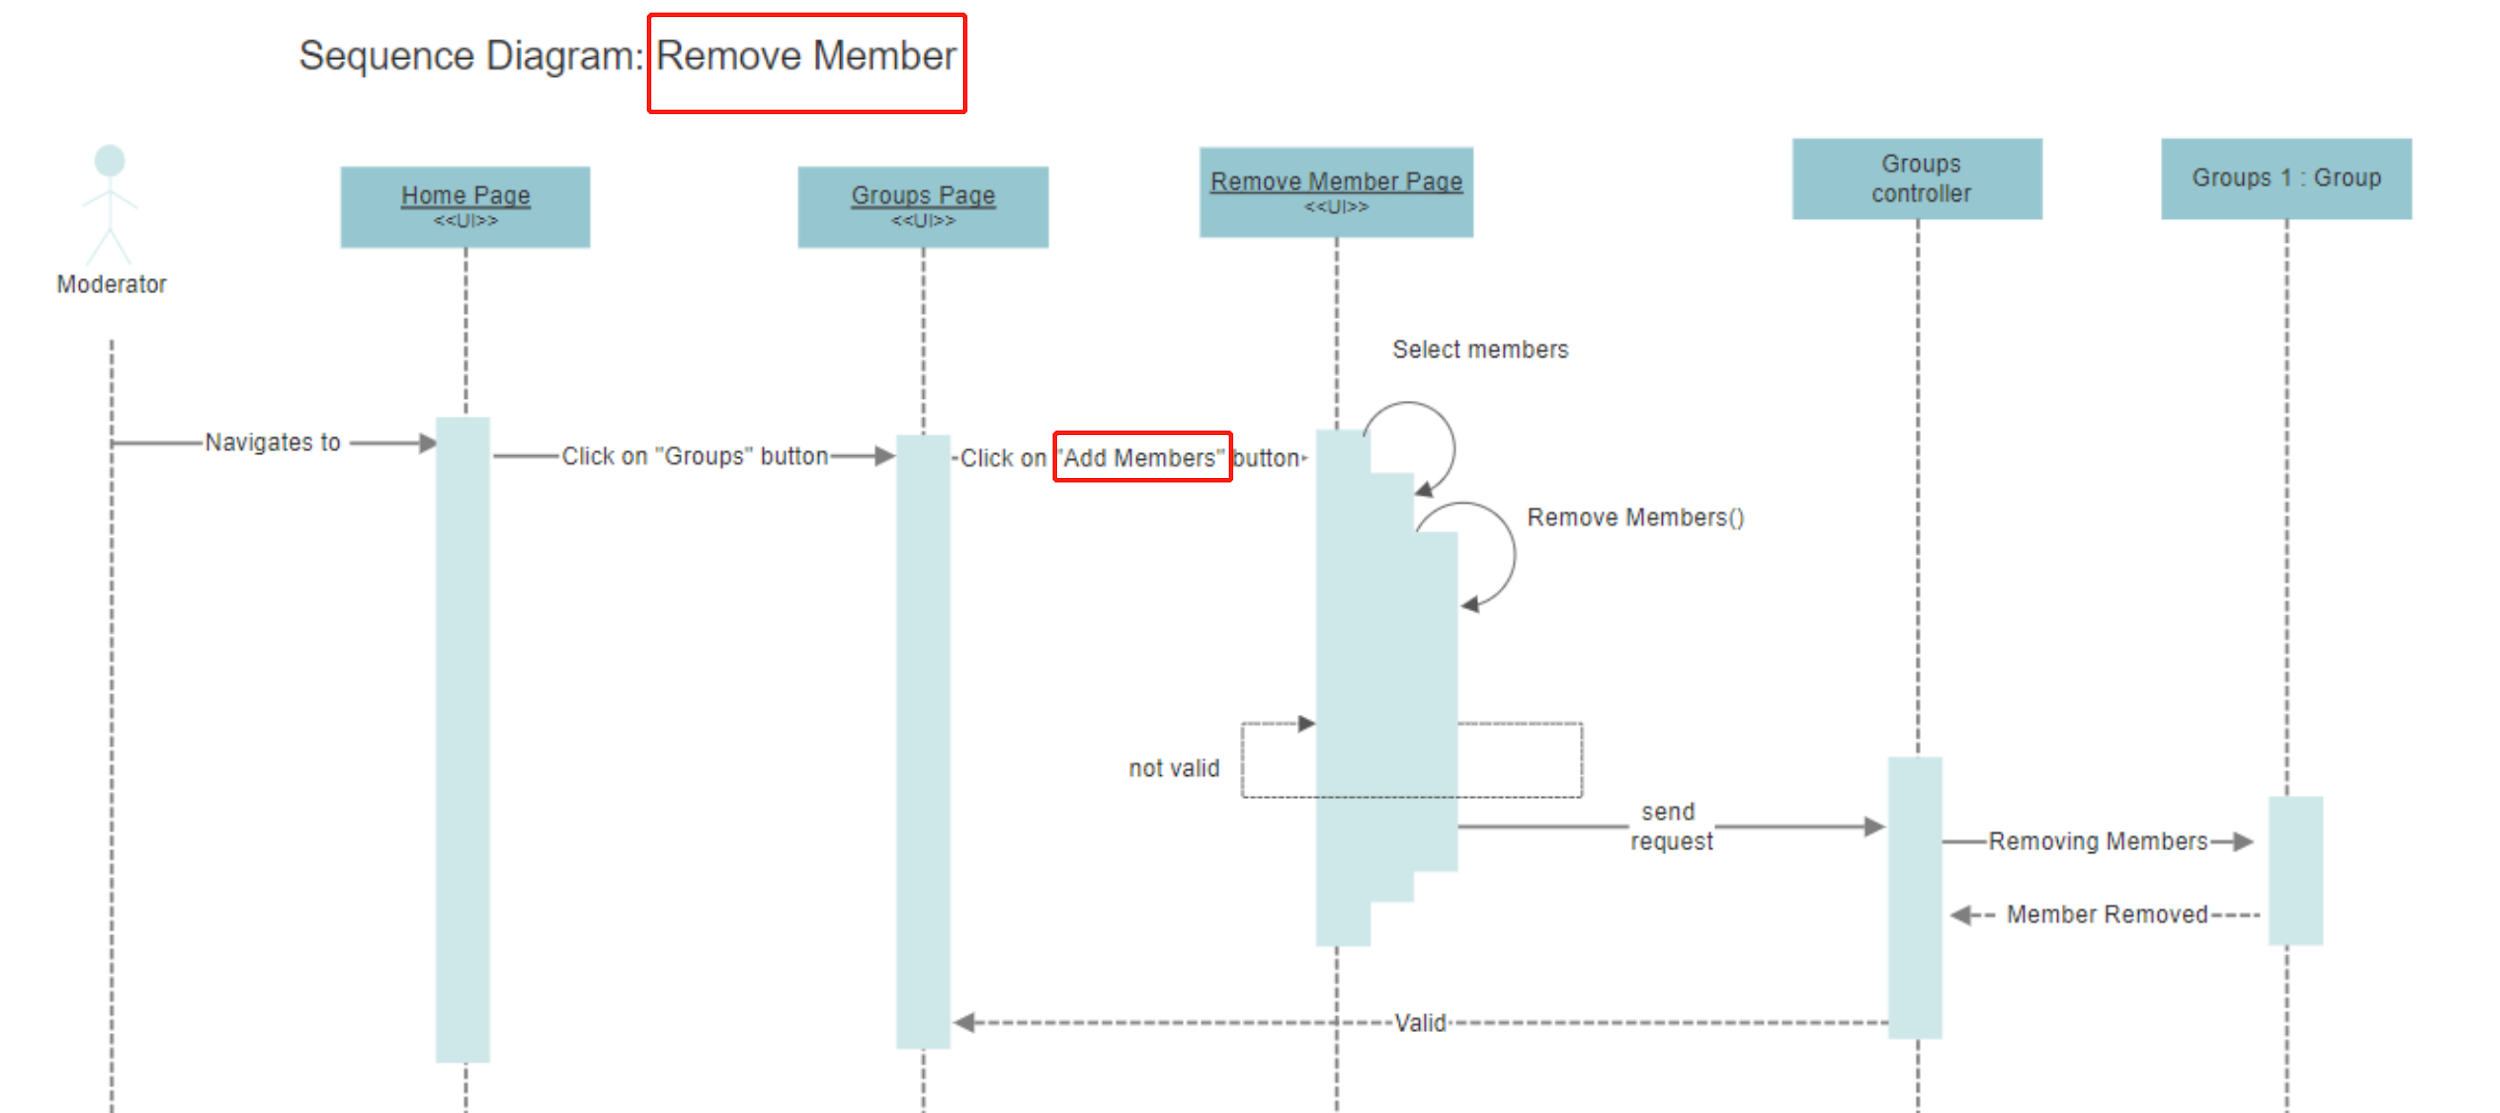 Sequence Diagram: Remove Member
Home Page
<<UI>>
Groups Page
<<UI>>
Remove Member Page
<<UI>>
Groups
controller
Groups 1 : Group
Moderator
Select members
Navigates to
Click on "Groups" button
Click on "Add Members" button
Remove Members()
not valid
send
request
Removing Members
Member Removed
Valid